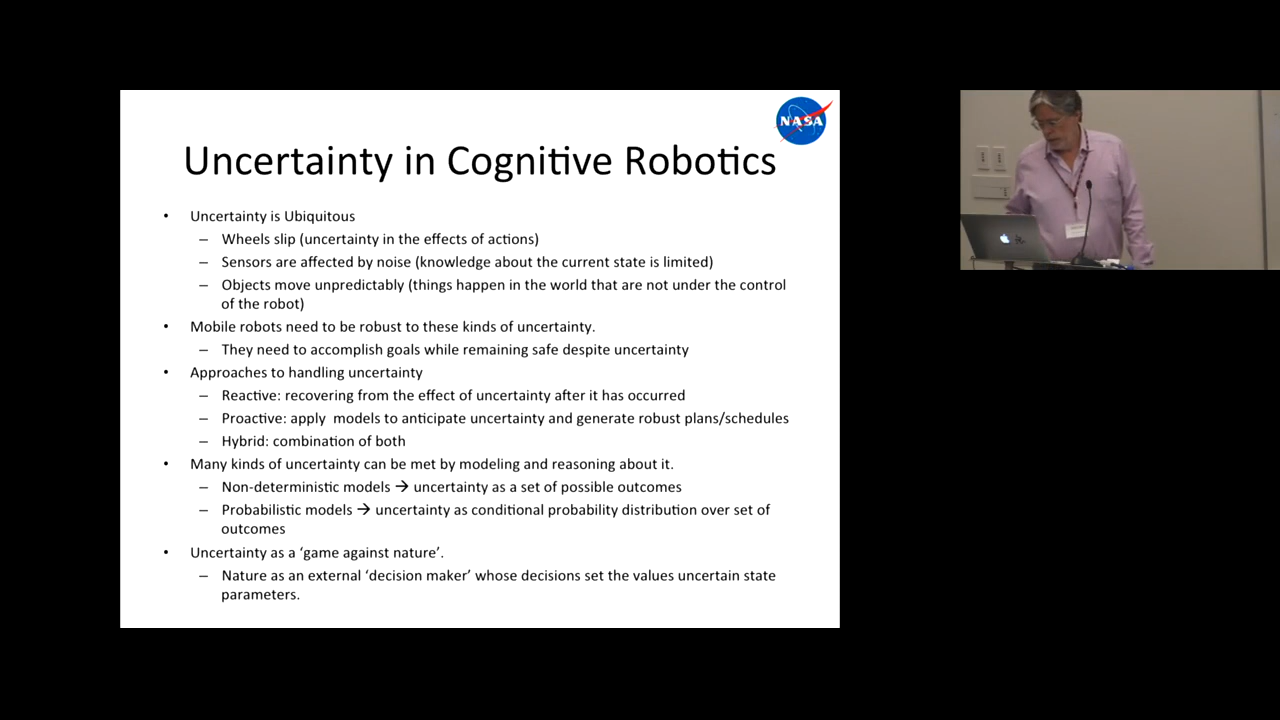 NASA
Uncertainty in Cognitive Robotics
• Uncertainty is Ubiquitous
– Wheels slip (uncertainty in the effects of actions)
– Sensors are affected by noise (knowledge about the current state is limited)
– Objects move unpredictably (things happen in the world that are not under the control
of the robot)
• Mobile robots need to be robust to these kinds of uncertainty.
– They need to accomplish goals while remaining safe despite uncertainty
• Approaches to handling uncertainty
– Reactive: recovering from the effect of uncertainty after it has occurred
– Proactive: apply models to anticipate uncertainty and generate robust plans/schedules
– Hybrid: combination of both
• Many kinds of uncertainty can be met by modeling and reasoning about it.
– Non-deterministic models → uncertainty as a set of possible outcomes
– Probabilistic models → uncertainty as conditional probability distribution over set of
outcomes
• Uncertainty as a ‘game against nature’.
– Nature as an external ‘decision maker’ whose decisions set the values uncertain state
parameters.